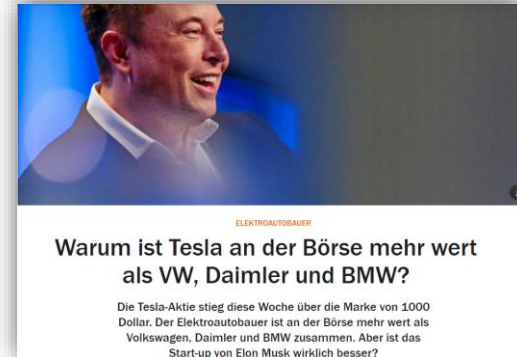 ELEKTROAUTOBAUER
Warum ist Tesla an der Börse mehr wert
als VW, Daimler und BMW?
Die Tesla-Aktie stieg diese Woche über die Marke von 1000
Dollar. Der Elektroautobauer ist an der Börse mehr wert als
Volkswagen, Daimler und BMW zusammen. Aber ist das
Start-up von Elon Musk wirklich besser?